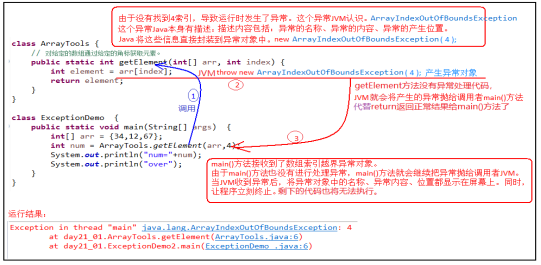 由于没有找到4索引，导致运行时发生了异常。这个异常JVM认识。ArrayIndexOutOfBoundsException
这个异常Java本身有描述：描述内容包括，异常的名称、异常的内容、异常的产生位置。
Java将这些信息直接封装到异常对象中。new ArrayIndexOutOfBoundsException(4);
class ArrayTools {
// 对给定的数组通过给定的角标获取元素。
public static int getElement(int[] arr, int index) {
int element = arr[index];
JVM throw new ArrayIndexOutOfBoundsException(4); 产生异常对象
return element;
②
}
}
①
调用
getElement方法没有异常处理代码，
JVM就会将产生的异常抛给调用者main()方法
代替return返回正常结果给main()方法了
class ExceptionDemo {
public static void main(String[] args) {
int[] arr = {34,12,67};
③
int num = ArrayTools.getElement(arr,4);
System.out.println("num="+num);
System.out.println("over");
}
}
main()方法接收到了数组索引越界异常对象。
由于main()方法也没有进行处理异常，main()方法就会继续把异常抛给调用者JVM。
当JVM收到异常后，将异常对象中的名称、异常内容、位置都显示在屏幕上。同时，
让程序立刻终止。剩下的代码也将无法执行。
运行结果：
Exception in thread "main" java.lang.ArrayIndexOutOfBoundsException: 4
at day21_01.ArrayTools.getElement(ArrayTools.java:6)
at day21_01.ExceptionDemo2.main(ExceptionDemo .java:6)